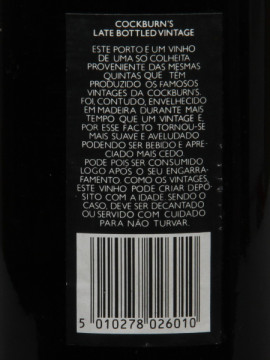 COCKBURN'S
LATE BOTTLED VINTAGE
ESTE PORTO É UM VINHO
DE UMA SÓ COLHEITA
PROVENIENTE DAS MESMAS
QUINTAS QUE TÊM
PRODUZIDO OS FAMOSOS
VINTAGES DA COCKBURN'S.
FOI, CONTUDO, ENVELHECIDO
EM MADEIRA DURANTE MAIS
TEMPO QUE UM VINTAGE E,
POR ESSE FACTO TORNOU-SE
MAIS SUAVE E AVELUDADO
PODENDO SER BEBIDO E APRE-
CIADO MAIS CEDO
PODE POIS SER CONSUMIDO
LOGO APÓS O SEU ENGARRA-
FAMENTO. COMO OS VINTAGES,
ESTE VINHO PODE CRIAR DEPÓ-
SITO COM A IDADE SENDO O
CASO, DEVE SER DECANTADO
OU SERVIDO COM CUIDADO
PARA NÃO TURVAR.
5 010278 026010